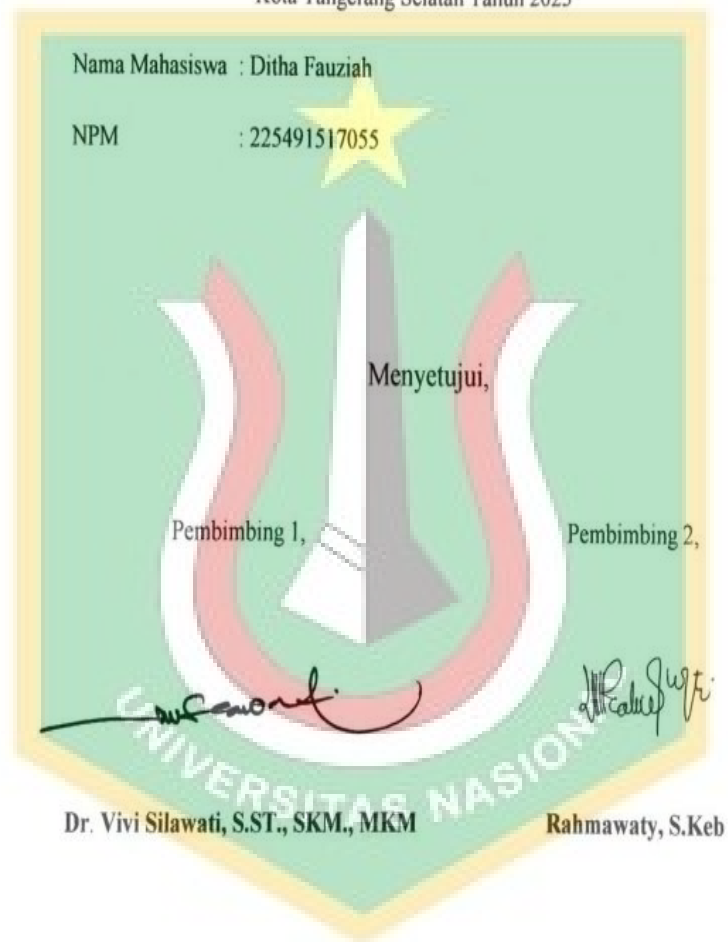 Kota Tangerang Selatan Tahun 2023
Nama Mahasiswa : Ditha Fauziah
NPM : 225491517055
Menyetujui,
Pembimbing 1, Pembimbing 2,
UNIVERSITAS NASIONAL
Dr. Vivi Silawati, S.ST., SKM., MKM Rahmawaty, S.Keb